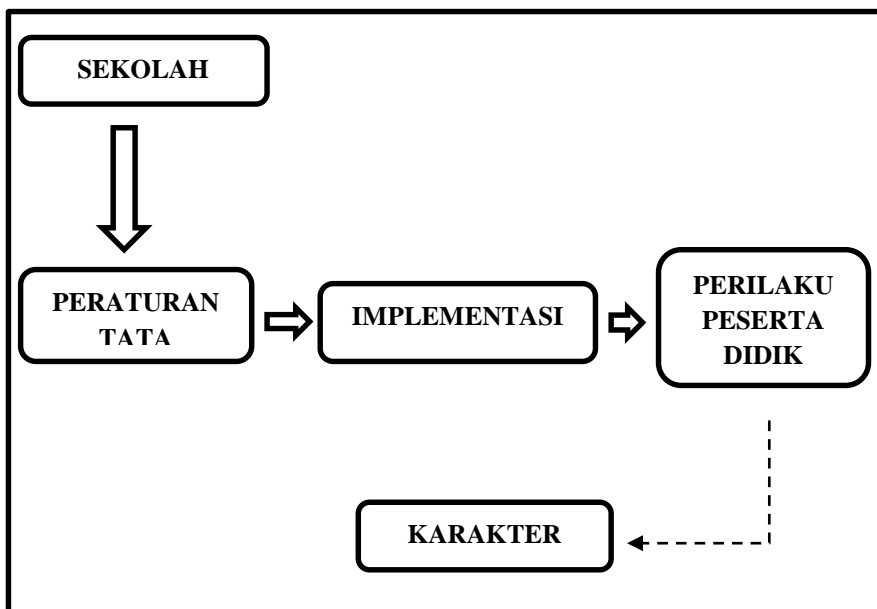 SEKOLAH
PERATURAN
TATA
IMPLEMENTASI
PERILAKU
PESERTA
DIDIK
KARAKTER